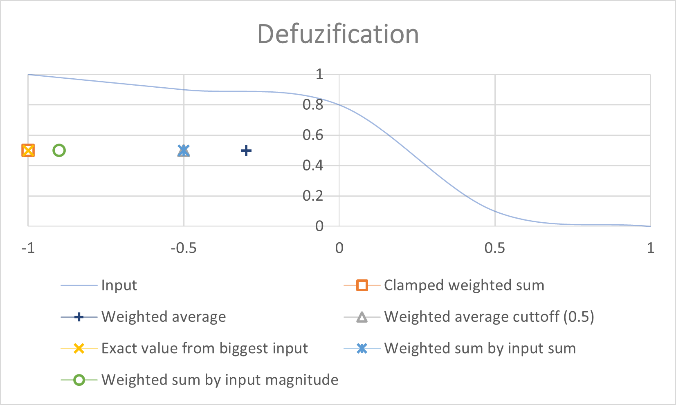 Defuzification
1
0.8
0.6
0.4
0.2
0
-1 -0.5 0 0.5 1
Input Clamped weighted sum
Weighted average Weighted average cuttoff (0.5)
Exact value from biggest input Weighted sum by input sum
Weighted sum by input magnitude